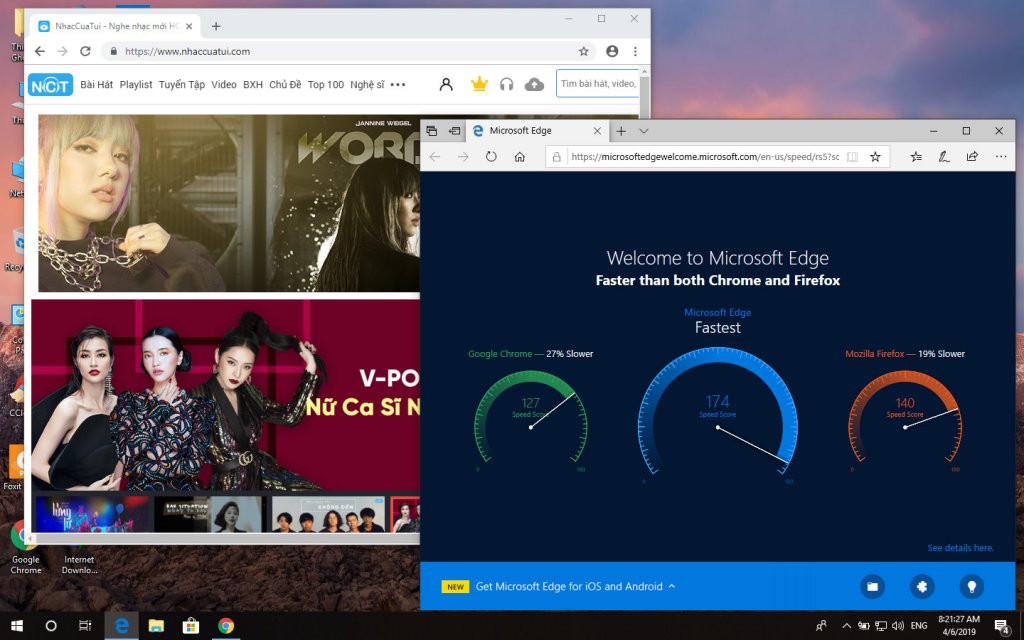 NhacCuaTui - Nghe nhạc mới HO
https://www.nhaccuatui.com
NCT
Bài Hát Playlist Tuyển Tập Video BXH Chủ Đề Top 100 Nghệ sĩ
Tìm bài hát, video,
JANNINE WEIGEL
WORD
V-PO
Nữ Ca Sĩ N
Microsoft Edge
https://microsoftedgewelcome.microsoft.com/en-us/speed/rs5?sc
Welcome to Microsoft Edge
Faster than both Chrome and Firefox
Microsoft Edge
Fastest
Google Chrome — 27% Slower
127
Speed Score
0
180
174
Speed Score
0
180
Mozilla Firefox — 19% Slower
140
Speed Score
0
180
See details here.
NEW
Get Microsoft Edge for iOS and Android
Net
Recy
Foxit
Google
Chrome
Internet
Downlo...
ENG
8:21:27 AM
4/6/2019
4